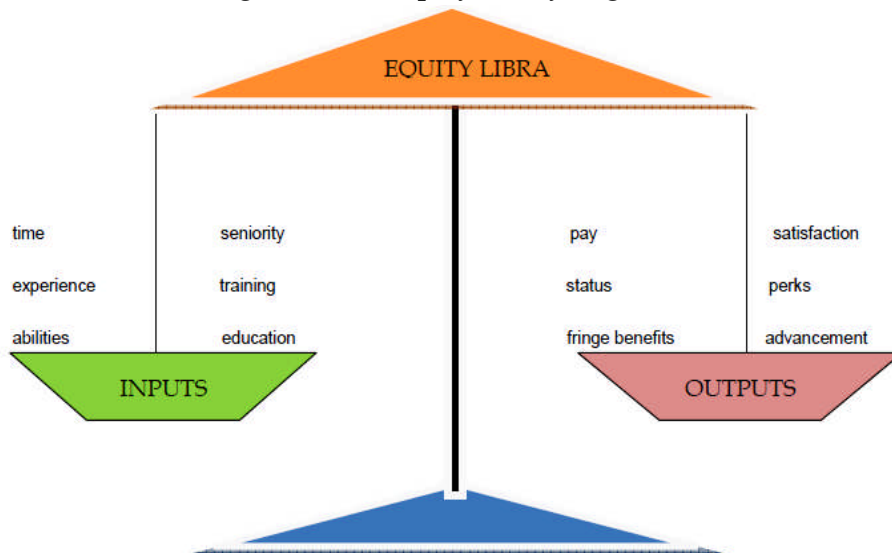 EQUITY LIBRA
time seniority pay satisfaction
experience training status perks
abilities education fringe benefits advancement
INPUTS OUTPUTS